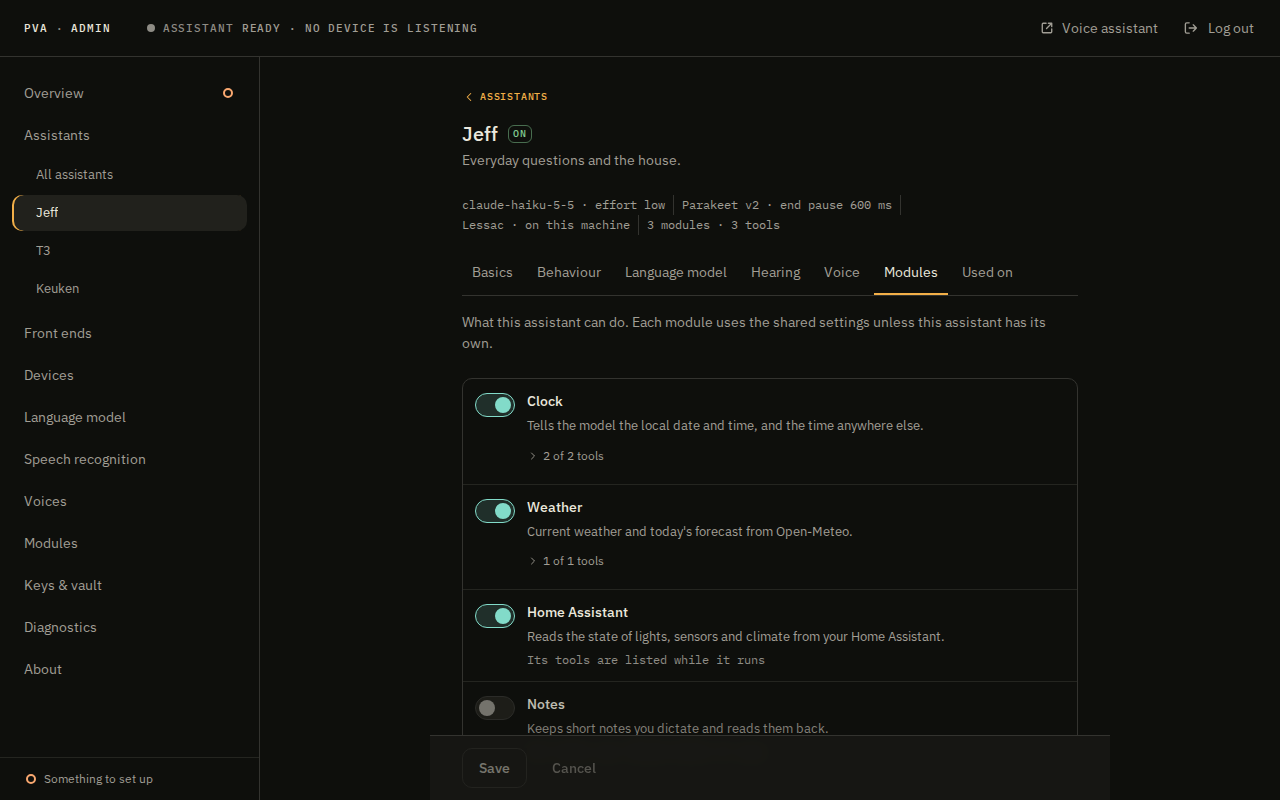 PVA · ADMIN
ASSISTANT READY · NO DEVICE IS LISTENING
Voice assistant
Log out
Overview
Assistants
All assistants
Jeff
T3
Keuken
Front ends
Devices
Language model
Speech recognition
Voices
Modules
Keys & vault
Diagnostics
About
Something to set up
ASSISTANTS
Jeff ON
Everyday questions and the house.
claude-haiku-5-5 · effort low
Parakeet v2 · end pause 600 ms
Lessac · on this machine
3 modules · 3 tools
Basics
Behaviour
Language model
Hearing
Voice
Modules
Used on
What this assistant can do. Each module uses the shared settings unless this assistant has its
own.
Clock
Tells the model the local date and time, and the time anywhere else.
2 of 2 tools
Weather
Current weather and today's forecast from Open-Meteo.
1 of 1 tools
Home Assistant
Reads the state of lights, sensors and climate from your Home Assistant.
Its tools are listed while it runs
Notes
Keeps short notes you dictate and reads them back.
Save
Cancel